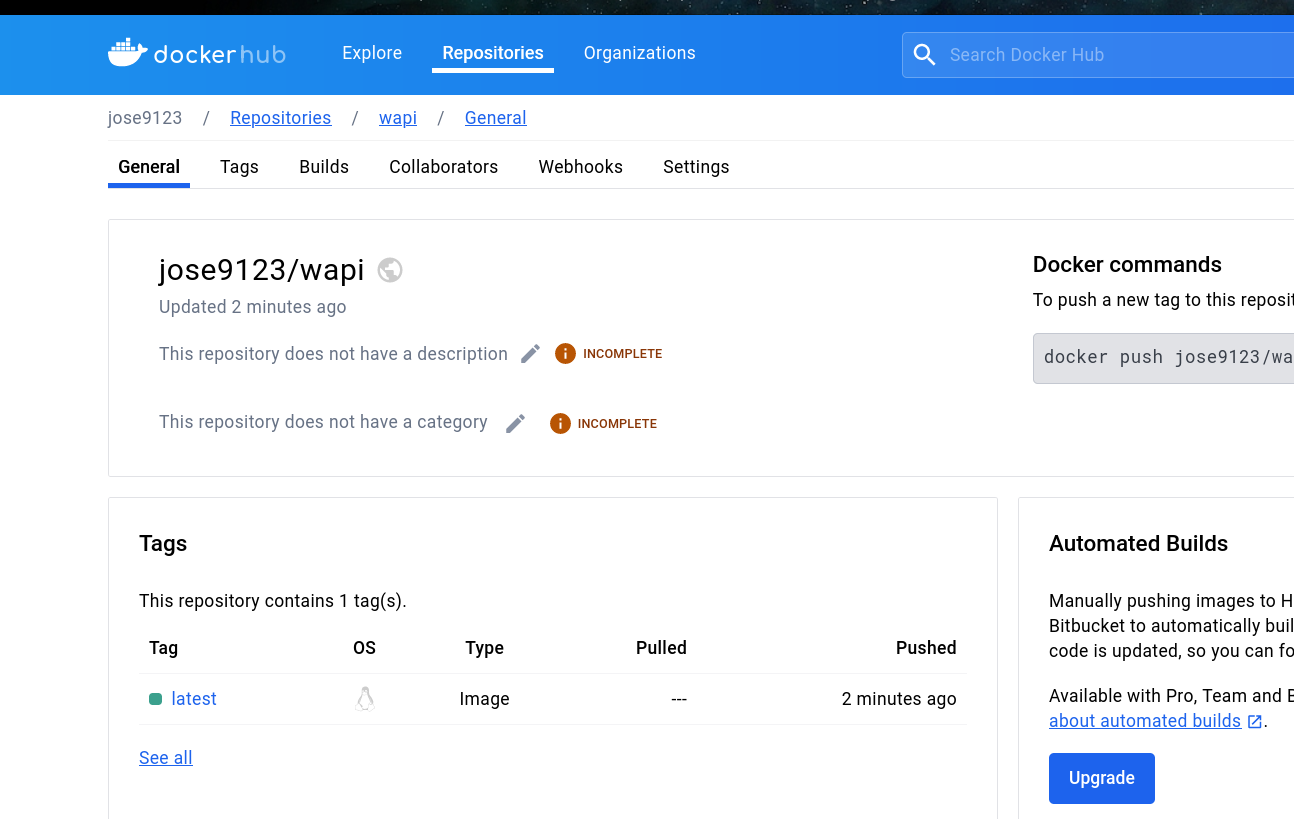 dockerhub
Explore Repositories Organizations
Search Docker Hub
jose9123 / Repositories / wapi / General
General Tags Builds Collaborators Webhooks Settings
jose9123/wapi
Updated 2 minutes ago
This repository does not have a description INCOMPLETE
This repository does not have a category INCOMPLETE
Docker commands
To push a new tag to this reposit
docker push jose9123/wa
Tags
This repository contains 1 tag(s).
Tag OS Type Pulled Pushed
latest Image --- 2 minutes ago
See all
Automated Builds
Manually pushing images to H
Bitbucket to automatically buil
code is updated, so you can fo
Available with Pro, Team and B
about automated builds .
Upgrade